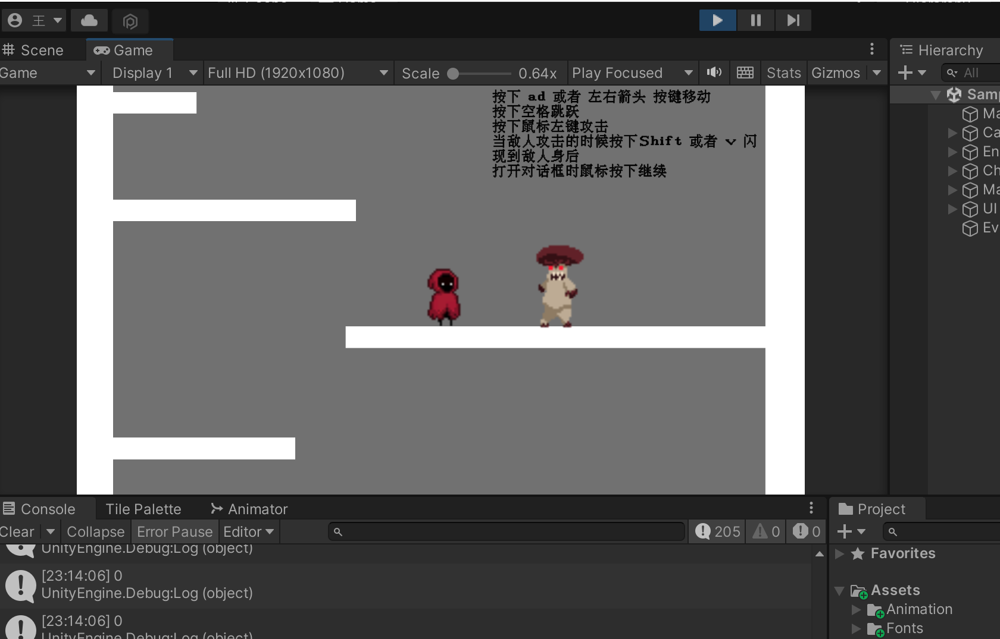 王
Scene
Game
Game
Display 1
Full HD (1920x1080)
Scale
0.64x
Play Focused
Stats
Gizmos
Hierarchy
All
按下 ad 或者 左右箭头 按键移动
按下空格跳跃
按下鼠标左键攻击
当敌人攻击的时候按下Shift 或者 v 闪
现到敌人身后
打开对话框时鼠标按下继续
Samp
Ma
Ca
En
Ch
Ma
UI
Ev
Console
Tile Palette
Animator
Clear
Collapse
Error Pause
Editor
205
0
0
UnityEngine.Debug:Log (object)
[23:14:06] 0
UnityEngine.Debug:Log (object)
[23:14:06] 0
UnityEngine.Debug:Log (object)
Project
Favorites
Assets
Animation
Fonts